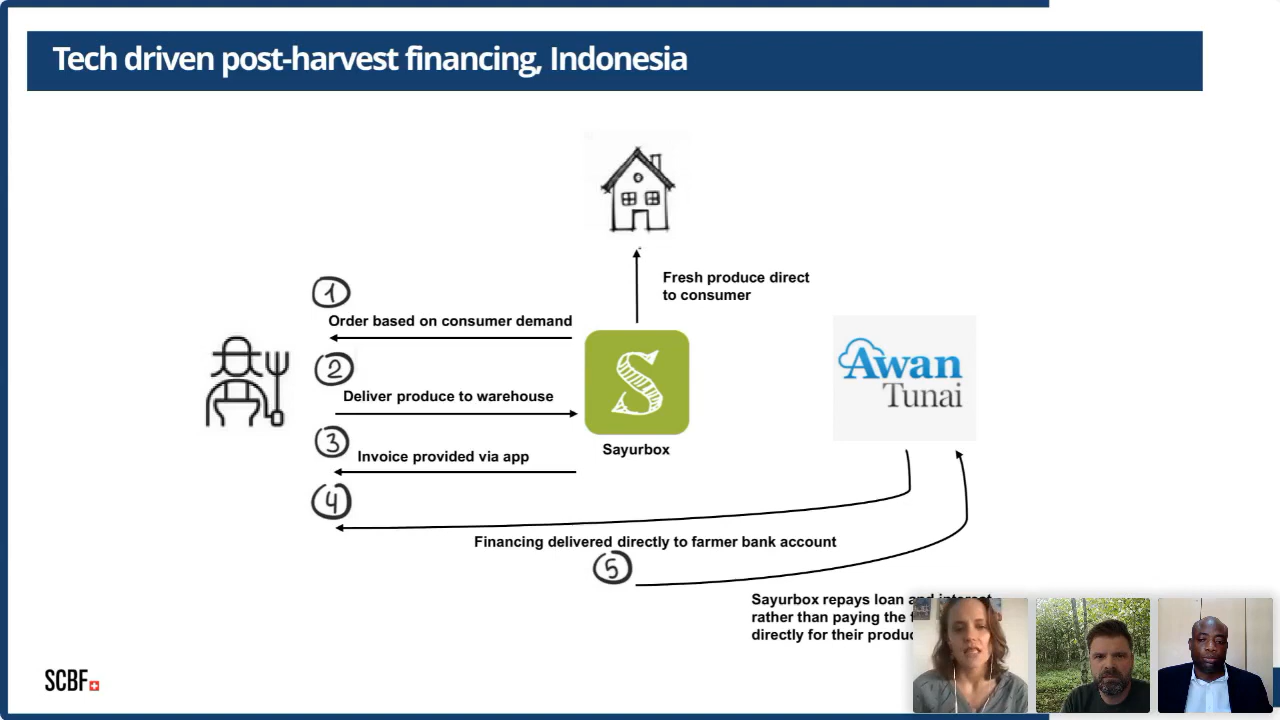 Tech driven post-harvest financing, Indonesia
Fresh produce direct
to consumer
1
Order based on consumer demand
2
Deliver produce to warehouse
3
Invoice provided via app
4
S
Sayurbox
Awan
Tunai
Financing delivered directly to farmer bank account
5
Sayurbox repays loan and interest
rather than paying the
directly for their
SCBF